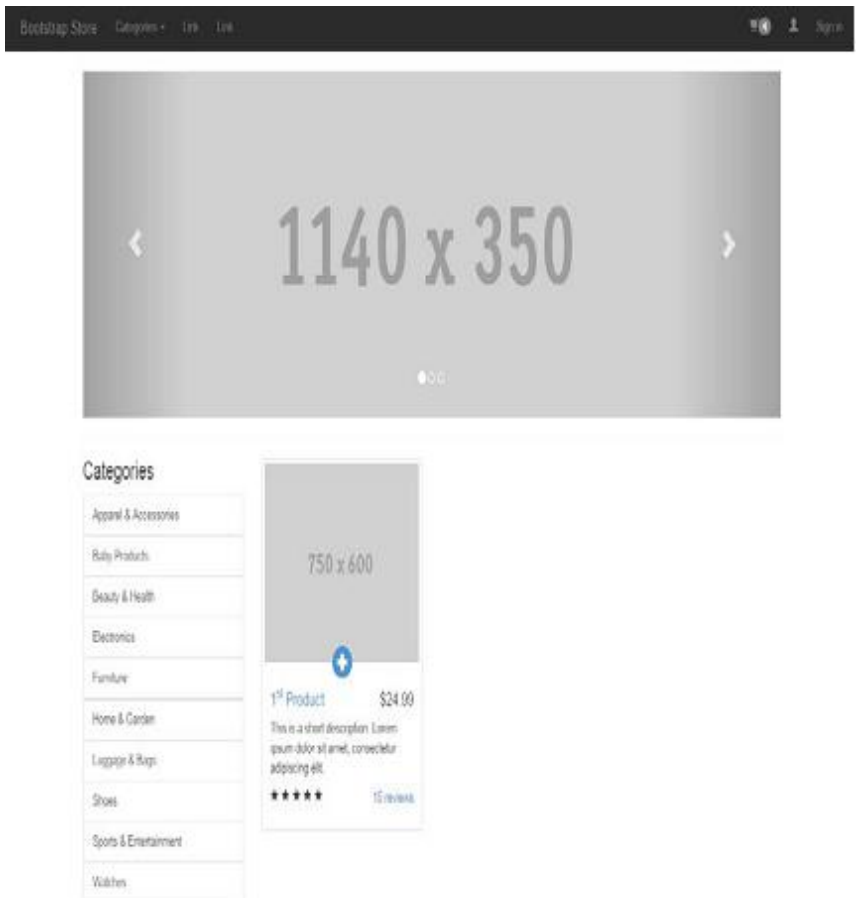 Bootstrap Store Categories Link Link Sign in
1140 x 350
Categories
Apparel & Accessories
Baby Products
Beauty & Health
Electronics
Furniture
Home & Garden
Luggage & Bags
Shoes
Sports & Entertainment
Watches
750 x 600
1st Product $24.99
This is a short description. Lorem
ipsum dolor sit amet, consectetur
adipiscing elit.
15 reviews